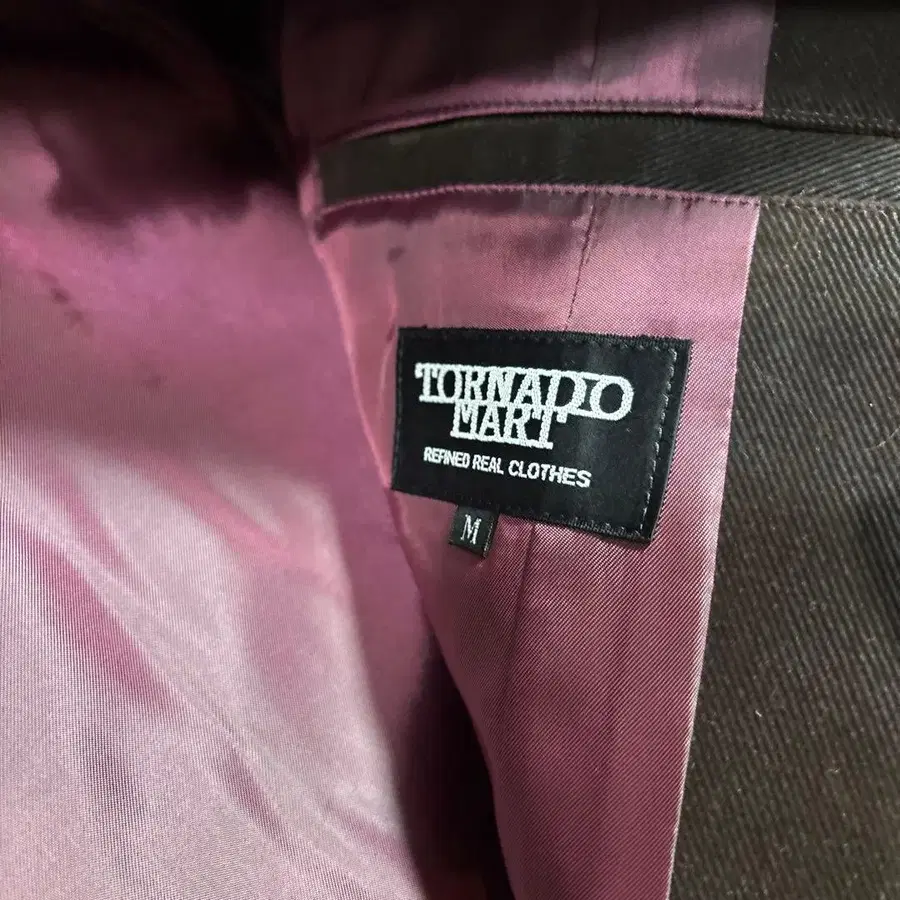 TORNADO
MART
REFINED REAL CLOTHES
M